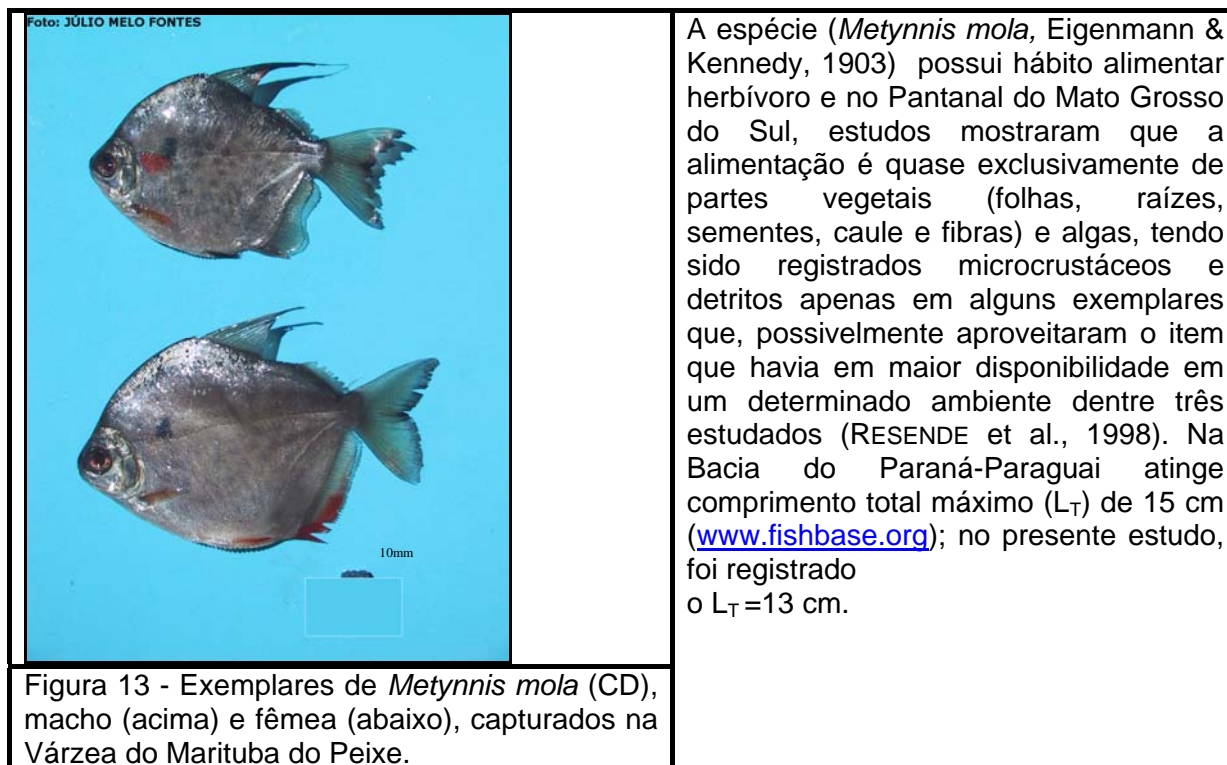 Foto: JÚLIO MELO FONTES
10mm
Figura 13 - Exemplares de Metynnis mola (CD),
macho (acima) e fêmea (abaixo), capturados na
Várzea do Marituba do Peixe.
A espécie (Metynnis mola, Eigenmann &
Kennedy, 1903) possui hábito alimentar
herbívoro e no Pantanal do Mato Grosso
do Sul, estudos mostraram que a
alimentação é quase exclusivamente de
partes vegetais (folhas, raízes,
sementes, caule e fibras) e algas, tendo
sido registrados microcrustáceos e
detritos apenas em alguns exemplares
que, possivelmente aproveitaram o item
que havia em maior disponibilidade em
um determinado ambiente dentre três
estudados (RESENDE et al., 1998). Na
Bacia do Paraná-Paraguai atinge
comprimento total máximo (LT) de 15 cm
(www.fishbase.org); no presente estudo,
foi registrado
o LT =13 cm.